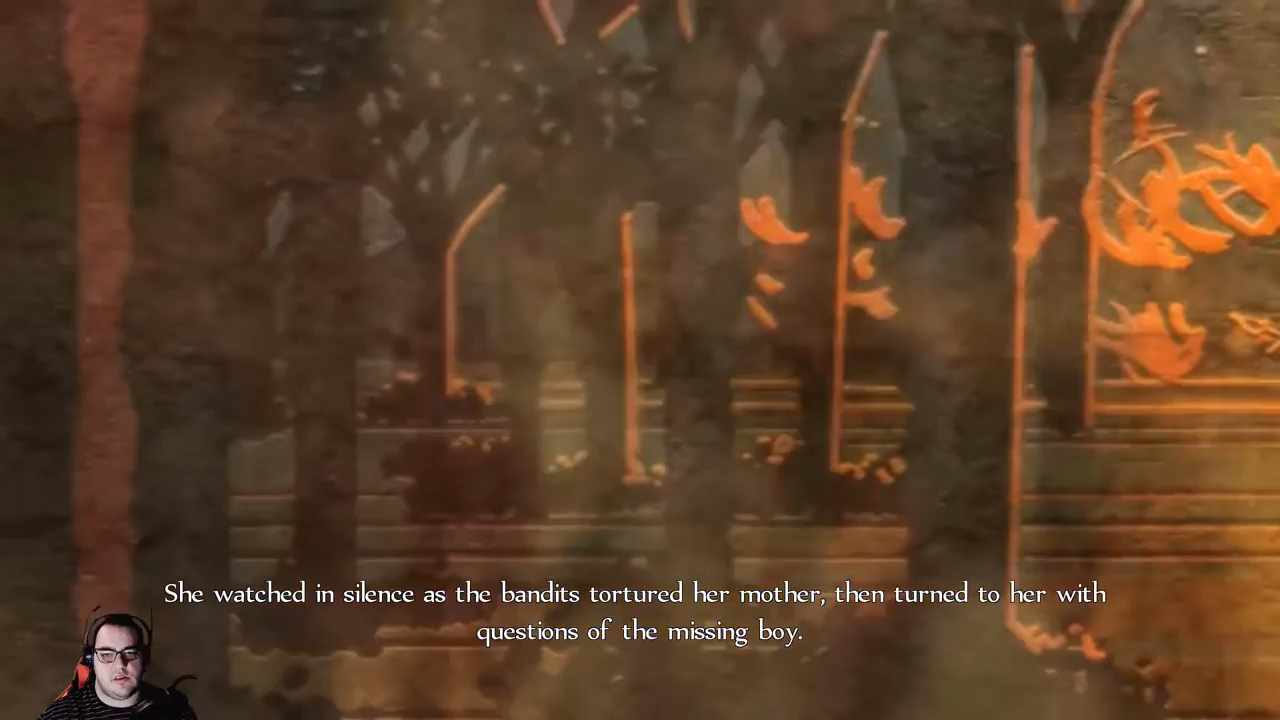 She watched in silence as the bandits tortured her mother, then turned to her with
questions of the missing boy.